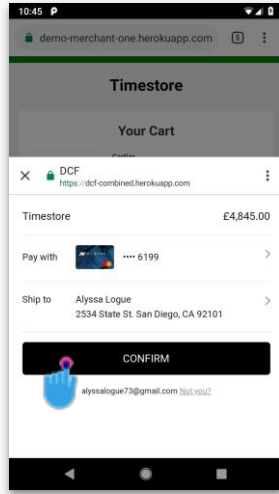 10:45
demo-merchant-one.herokuapp.com
5
Timestore
Your Cart
DCF
https://dcf-combined.herokuapp.com
Timestore £4,845.00
Pay with •••• 6199
Ship to Alyssa Logue
2534 State St. San Diego, CA 92101
CONFIRM
alyssalogue73@gmail.com Not you?